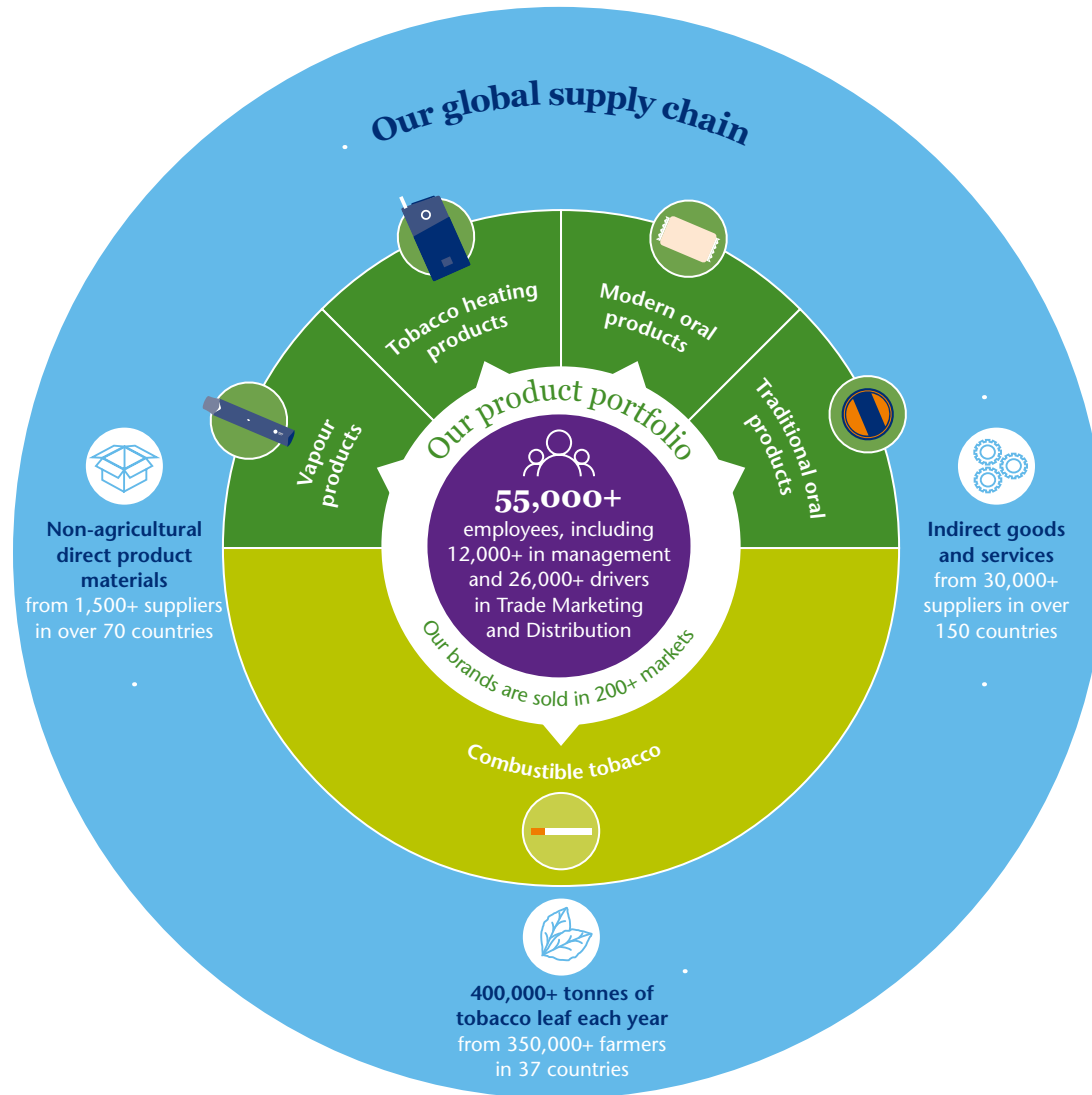 Our global supply chain
Tobacco heating
products
Modern oral
products
Vapour
products
Traditional oral
products
Our product portfolio
55,000+
employees, including
12,000+ in management
and 26,000+ drivers
in Trade Marketing
and Distribution
Our brands are sold in 200+ markets
Non-agricultural
direct product
materials
from 1,500+ suppliers
in over 70 countries
Indirect goods
and services
from 30,000+
suppliers in over
150 countries
Combustible tobacco
400,000+ tonnes of
tobacco leaf each year
from 350,000+ farmers
in 37 countries